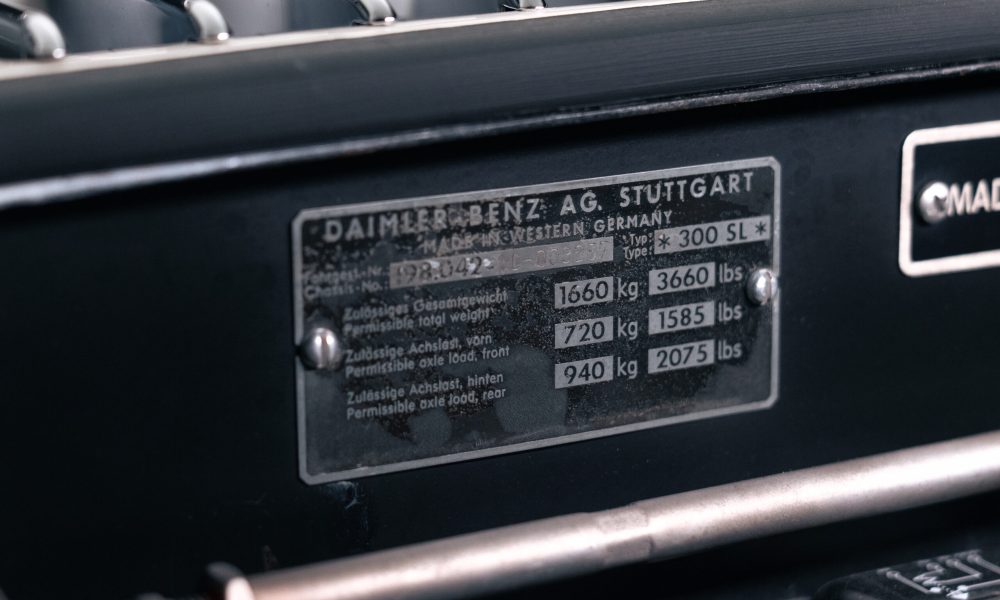 DAIMLER-BENZ AG. STUTTGART
MADE IN WESTERN GERMANY
Typ: * 300 SL *
Type:
Fahrgest.-Nr.
Chassis-No. 198.042-
Zulässiges Gesamtgewicht 1660 kg 3660 lbs
Permissible total weight
Zulässige Achslast, vorn 720 kg 1585 lbs
Permissible axle load, front
Zulässige Achslast, hinten 940 kg 2075 lbs
Permissible axle load, rear
MAD